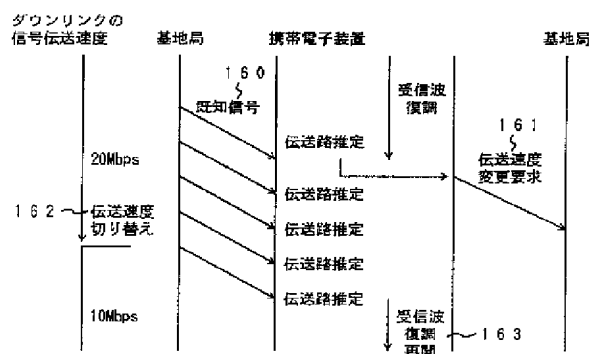 ダウンリンクの
信号伝送速度
基地局
携帯電子装置
基地局
160
既知信号
受信波
復調
161
伝送速度
変更要求
20Mbps
伝送路推定
伝送路推定
162
伝送速度
切り替え
伝送路推定
伝送路推定
伝送路推定
10Mbps
受信波
復調
再開
163